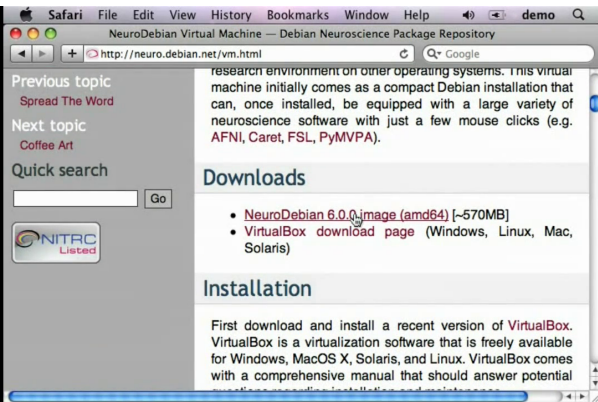 Safari File Edit View History Bookmarks Window Help demo
NeuroDebian Virtual Machine — Debian Neuroscience Package Repository
http://neuro.debian.net/vm.html
Google
Previous topic
Spread The Word
Next topic
Coffee Art
Quick search
Go
NITRC
Listed
research environment on other operating systems. This virtual
machine initially comes as a compact Debian installation that
can, once installed, be equipped with a large variety of
neuroscience software with just a few mouse clicks (e.g.
AFNI, Caret, FSL, PyMVPA).
Downloads
NeuroDebian 6.0.0 image (amd64) [~570MB]
VirtualBox download page (Windows, Linux, Mac,
Solaris)
Installation
First download and install a recent version of VirtualBox.
VirtualBox is a virtualization software that is freely available
for Windows, MacOS X, Solaris, and Linux. VirtualBox comes
with a comprehensive manual that should answer potential
questions regarding installation and maintenance.